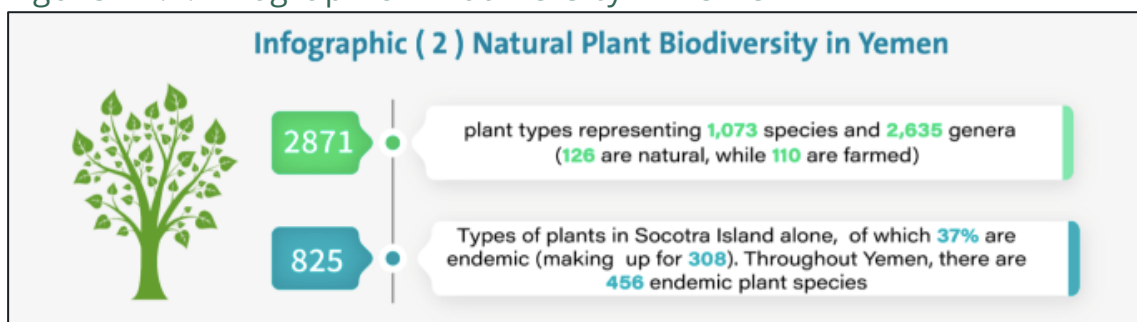 Infographic ( 2 ) Natural Plant Biodiversity in Yemen
2871
plant types representing 1,073 species and 2,635 genera
(126 are natural, while 110 are farmed)
825
Types of plants in Socotra Island alone, of which 37% are
endemic (making up for 308). Throughout Yemen, there are
456 endemic plant species